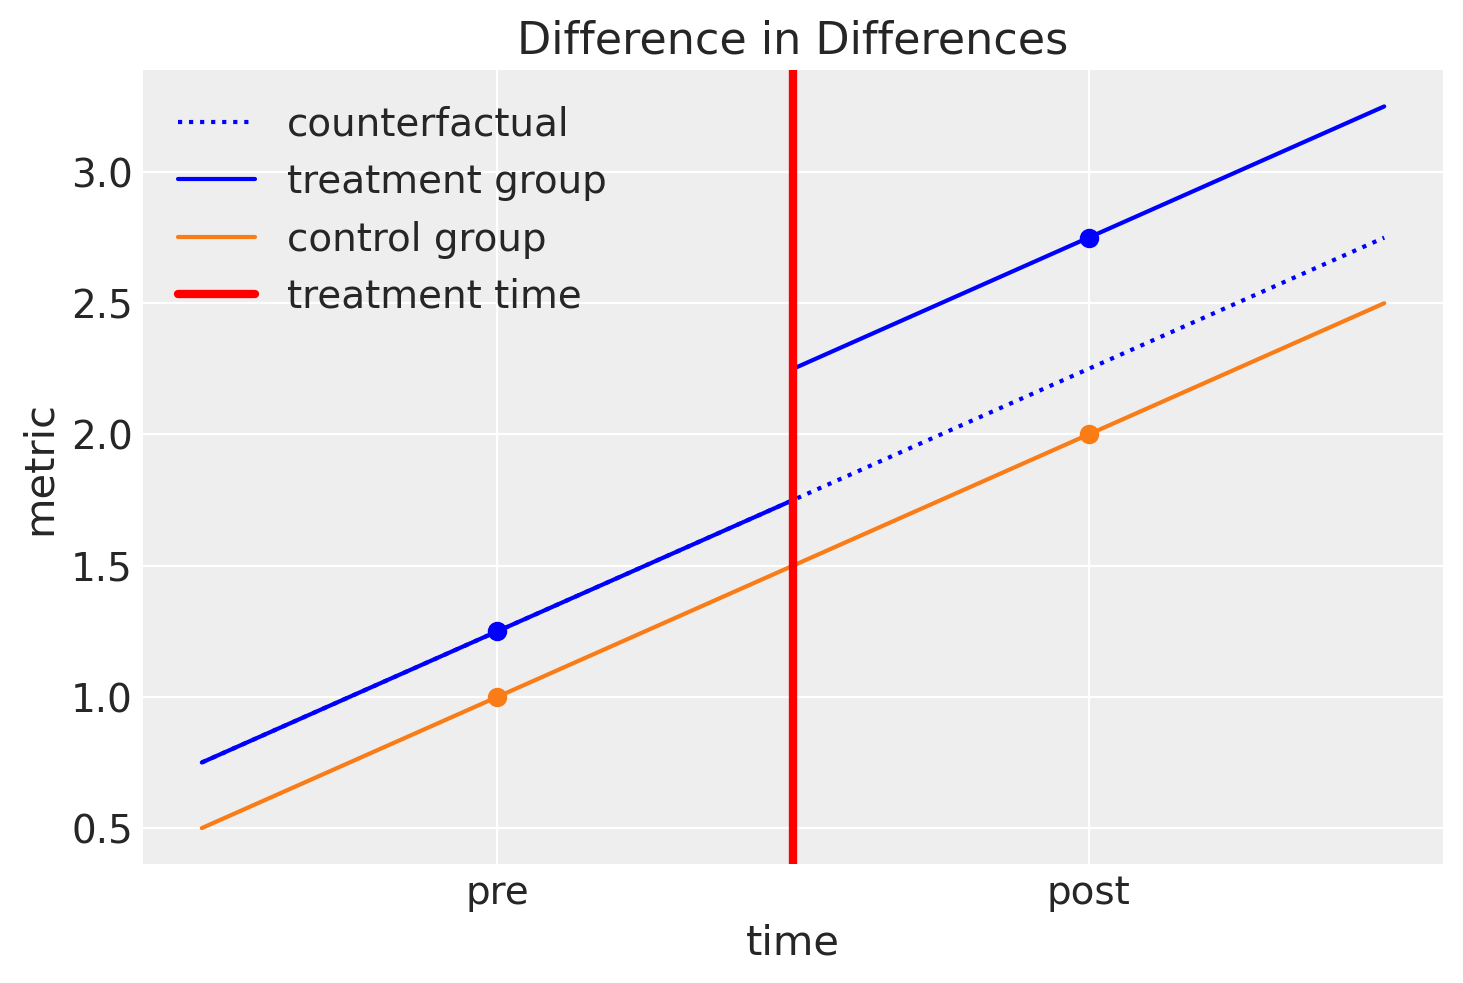 Difference in Differences
counterfactual
treatment group
control group
treatment time
3.0
2.5
2.0
1.5
1.0
0.5
metric
pre
post
time